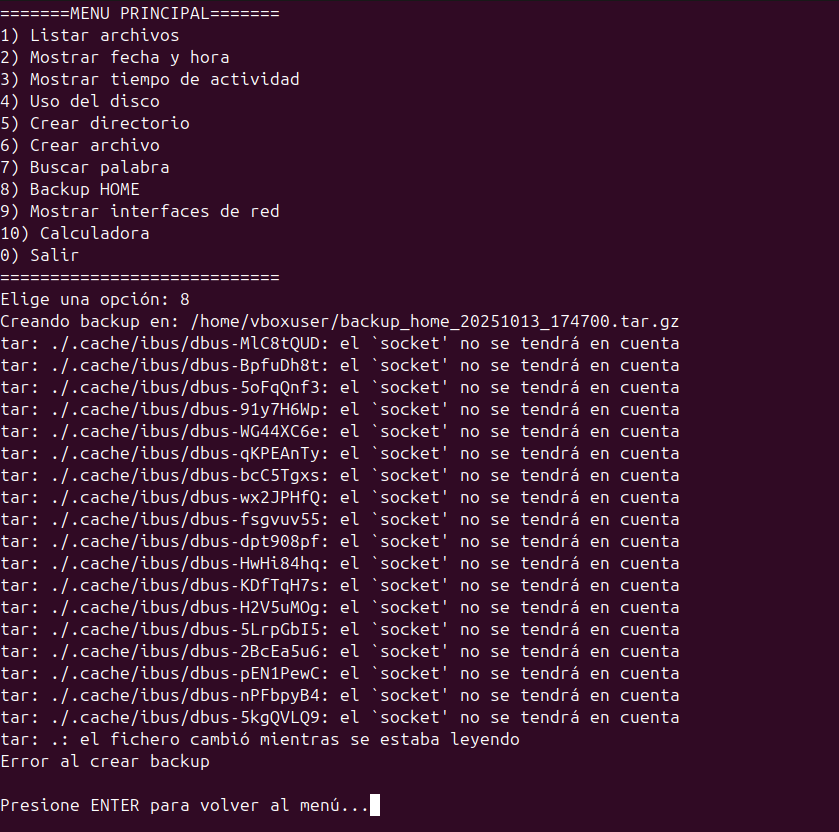 =======MENU PRINCIPAL=======
1) Listar archivos
2) Mostrar fecha y hora
3) Mostrar tiempo de actividad
4) Uso del disco
5) Crear directorio
6) Crear archivo
7) Buscar palabra
8) Backup HOME
9) Mostrar interfaces de red
10) Calculadora
0) Salir
============================
Elige una opción: 8
Creando backup en: /home/vboxuser/backup_home_20251013_174700.tar.gz
tar: ./.cache/ibus/dbus-MlC8tQUD: el `socket' no se tendrá en cuenta
tar: ./.cache/ibus/dbus-BpfuDh8t: el `socket' no se tendrá en cuenta
tar: ./.cache/ibus/dbus-5oFqQnf3: el `socket' no se tendrá en cuenta
tar: ./.cache/ibus/dbus-91y7H6Wp: el `socket' no se tendrá en cuenta
tar: ./.cache/ibus/dbus-WG44XC6e: el `socket' no se tendrá en cuenta
tar: ./.cache/ibus/dbus-qKPEAnTy: el `socket' no se tendrá en cuenta
tar: ./.cache/ibus/dbus-bcC5Tgxs: el `socket' no se tendrá en cuenta
tar: ./.cache/ibus/dbus-wx2JPHfQ: el `socket' no se tendrá en cuenta
tar: ./.cache/ibus/dbus-fsgvuv55: el `socket' no se tendrá en cuenta
tar: ./.cache/ibus/dbus-dpt908pf: el `socket' no se tendrá en cuenta
tar: ./.cache/ibus/dbus-HwHi84hq: el `socket' no se tendrá en cuenta
tar: ./.cache/ibus/dbus-KDfTqH7s: el `socket' no se tendrá en cuenta
tar: ./.cache/ibus/dbus-H2V5uMOg: el `socket' no se tendrá en cuenta
tar: ./.cache/ibus/dbus-5LrpGbI5: el `socket' no se tendrá en cuenta
tar: ./.cache/ibus/dbus-2BcEa5u6: el `socket' no se tendrá en cuenta
tar: ./.cache/ibus/dbus-pEN1PewC: el `socket' no se tendrá en cuenta
tar: ./.cache/ibus/dbus-nPFbpyB4: el `socket' no se tendrá en cuenta
tar: ./.cache/ibus/dbus-5kgQVLQ9: el `socket' no se tendrá en cuenta
tar: .: el fichero cambió mientras se estaba leyendo
Error al crear backup
Presione ENTER para volver al menú...